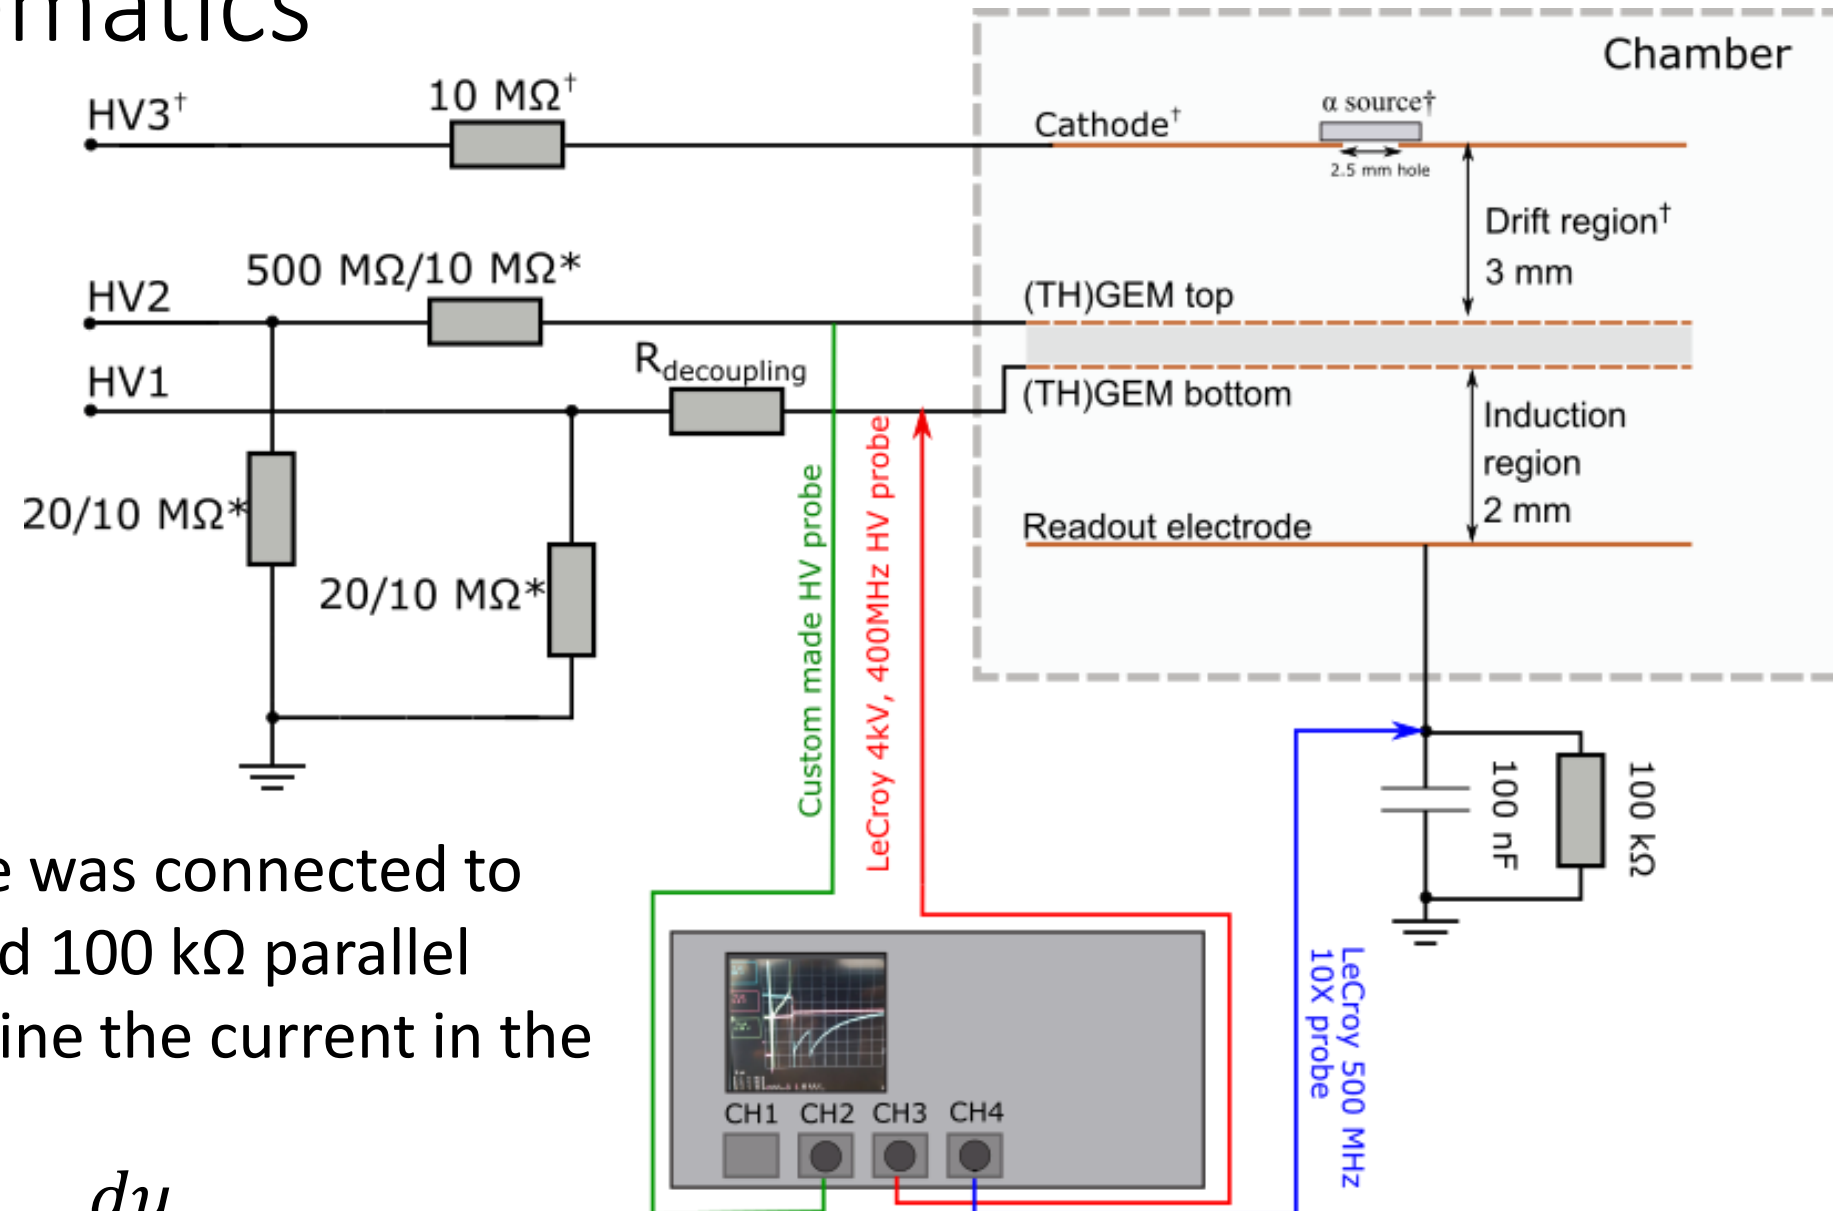 ematics
Chamber
HV3†
10 MΩ†
Cathode†
α source†
2.5 mm hole
Drift region†
3 mm
HV2
500 MΩ/10 MΩ*
(TH)GEM top
HV1
Rdecoupling
(TH)GEM bottom
Induction
region
2 mm
20/10 MΩ*
20/10 MΩ*
Readout electrode
Custom made HV probe
LeCroy 4kV, 400MHz HV probe
100 nF
100 kΩ
e was connected to
d 100 kΩ parallel
ine the current in the
du
LeCroy 500 MHz
10X probe
CH1 CH2 CH3 CH4